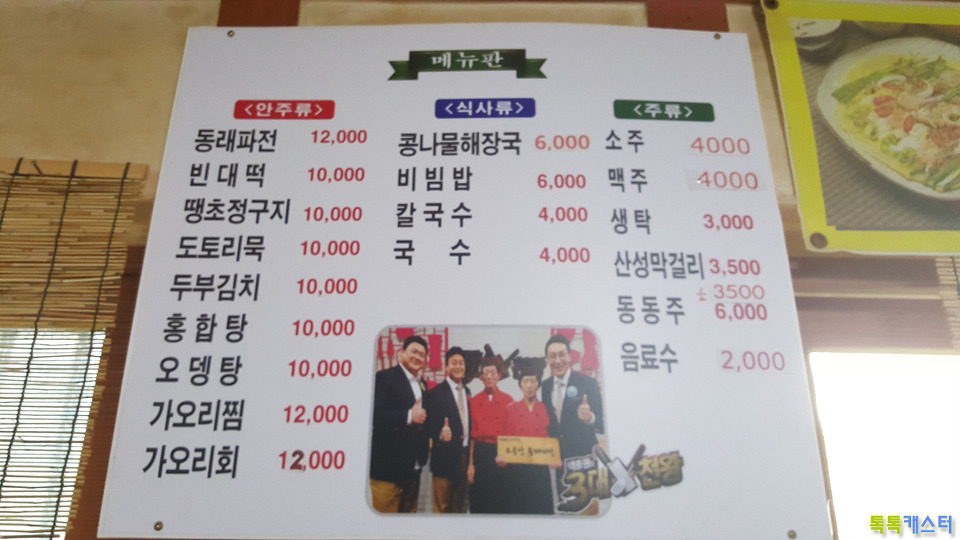 메뉴판
<안주류>
동래파전 12,000
빈대떡 10,000
땡초정구지 10,000
도토리묵 10,000
두부김치 10,000
홍합탕 10,000
오뎅탕 10,000
가오리찜 12,000
가오리회 12,000
<식사류>
콩나물해장국 6,000
비빔밥 6,000
칼국수 4,000
국수 4,000
<주류>
소주 4000
맥주 4000
생탁 3,000
산성막걸리 3,500
½ 3500
동동주 6,000
음료수 2,000
3대천왕
톡톡캐스터